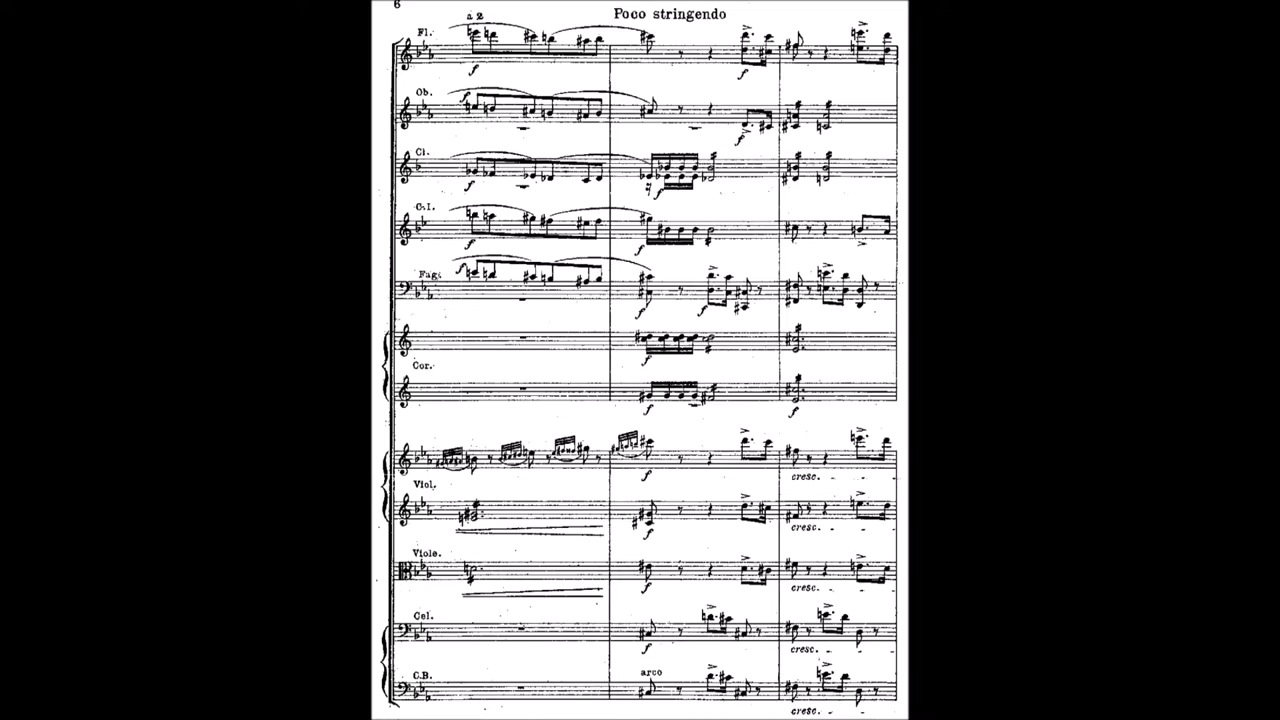 6
a 2
Poco stringendo
Fl.
f
f
Ob.
f
f
Cl.
f
C.I.
f
f
Fag.
f
f
f
f
Cor.
f
f
f
cresc.
Viol.
f
cresc.
Viole.
f
cresc.
Cel.
f
cresc.
C.B.
arco
cresc.